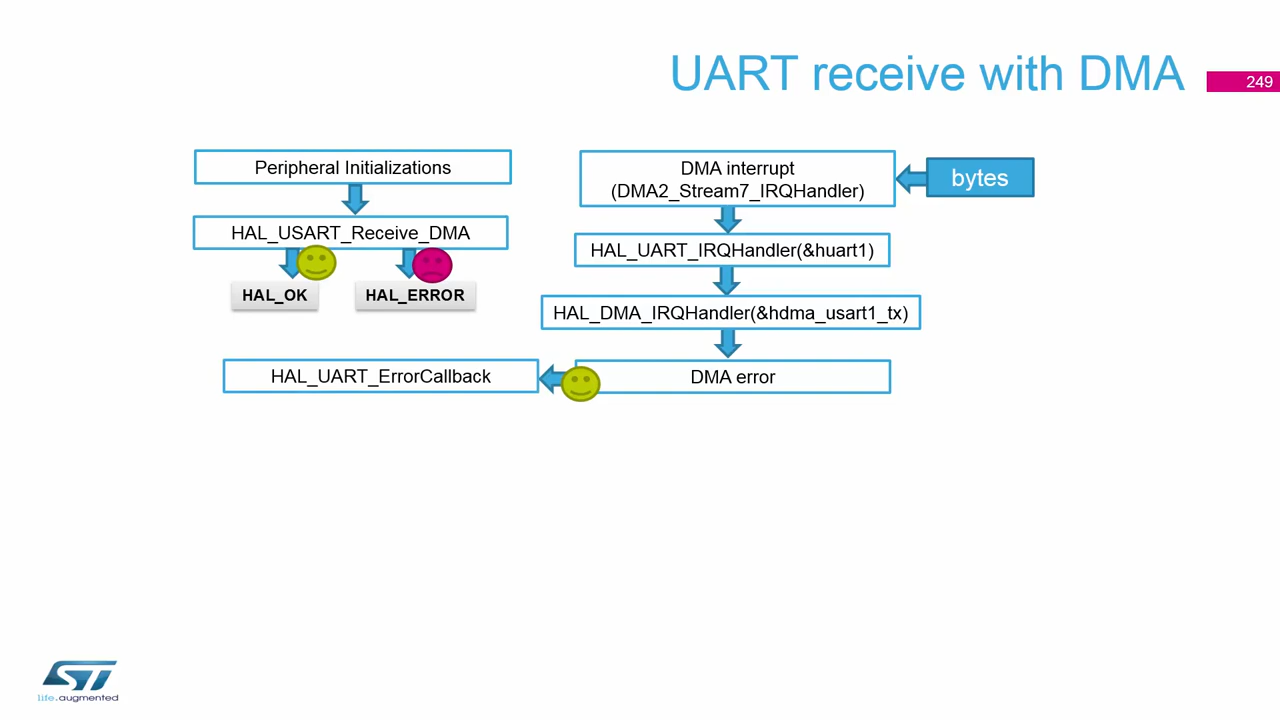 UART receive with DMA
249
Peripheral Initializations
HAL_USART_Receive_DMA
HAL_OK
HAL_ERROR
DMA interrupt
(DMA2_Stream7_IRQHandler)
bytes
HAL_UART_IRQHandler(&huart1)
HAL_DMA_IRQHandler(&hdma_usart1_tx)
DMA error
HAL_UART_ErrorCallback
ST
life.augmented